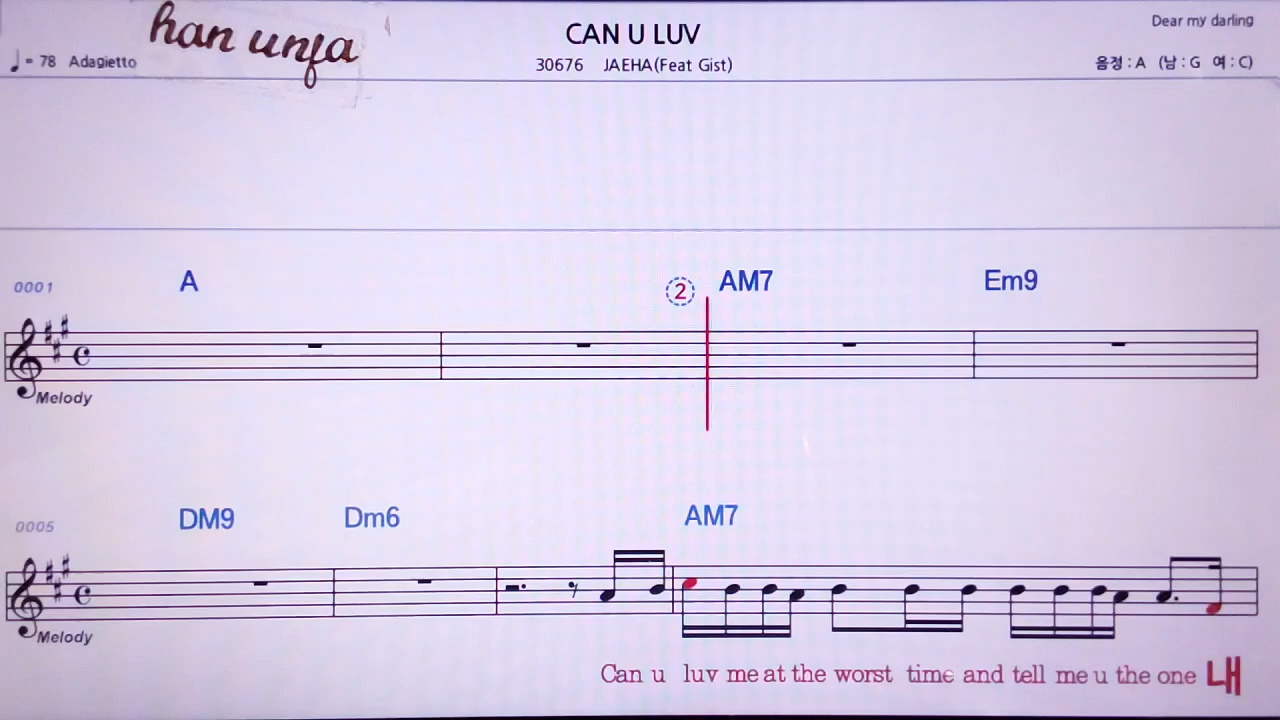 han unfa
CAN U LUV
Dear my darling
♩= 78 Adagietto
30676 JAEHA(Feat Gist)
음정 : A (남 : G 여 : C)
0001
A
② AM7
Em9
Melody
0005
DM9
Dm6
AM7
Melody
Can u luv me at the worst time and tell me u the one 내